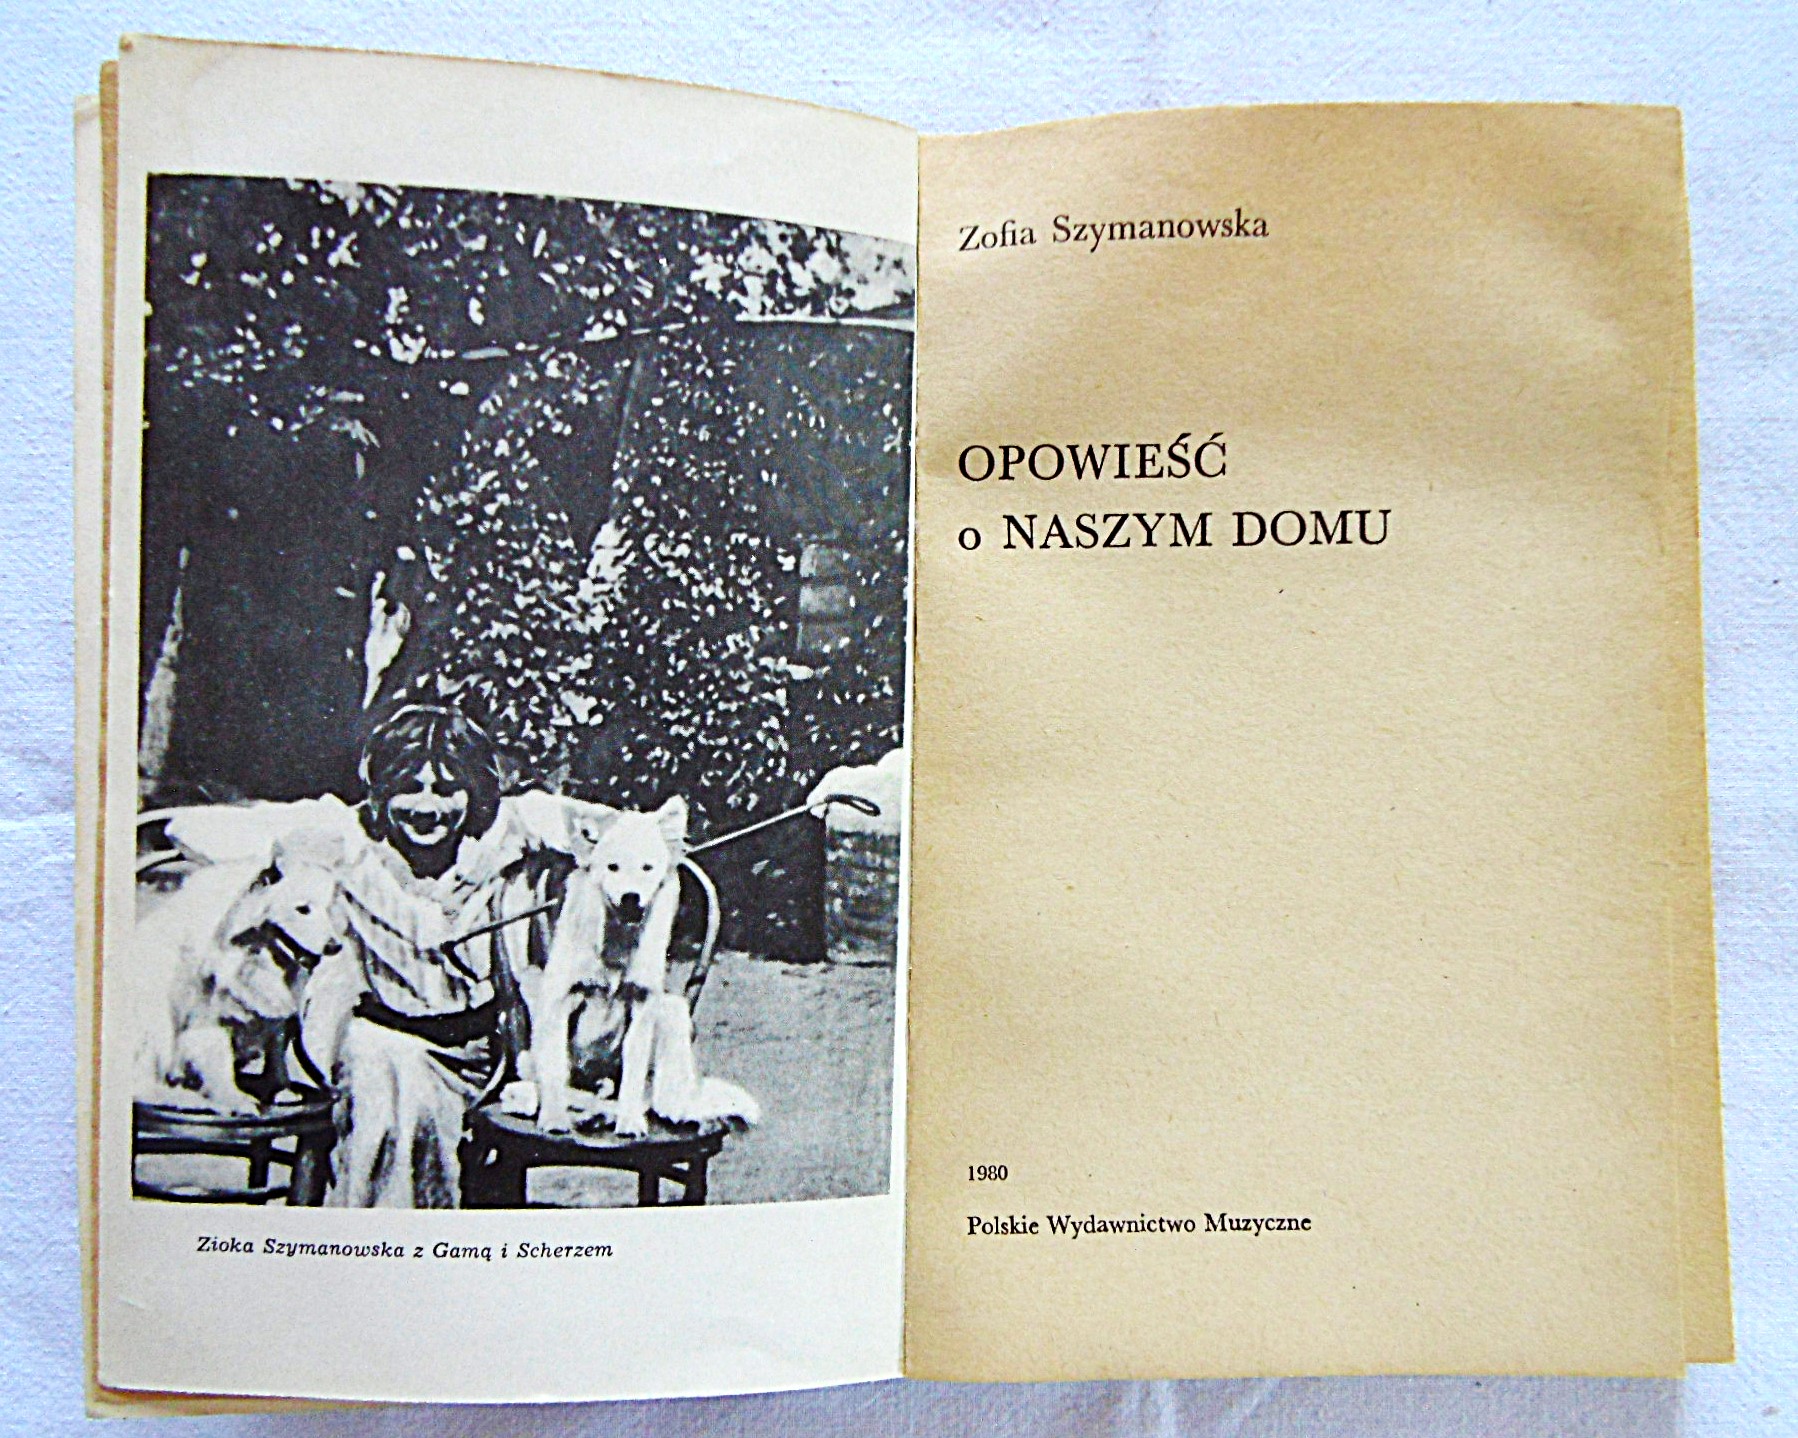 Zioka Szymanowska z Gamą i Scherzem
Zofia Szymanowska
OPOWIEŚĆ
o NASZYM DOMU
1980
Polskie Wydawnictwo Muzyczne